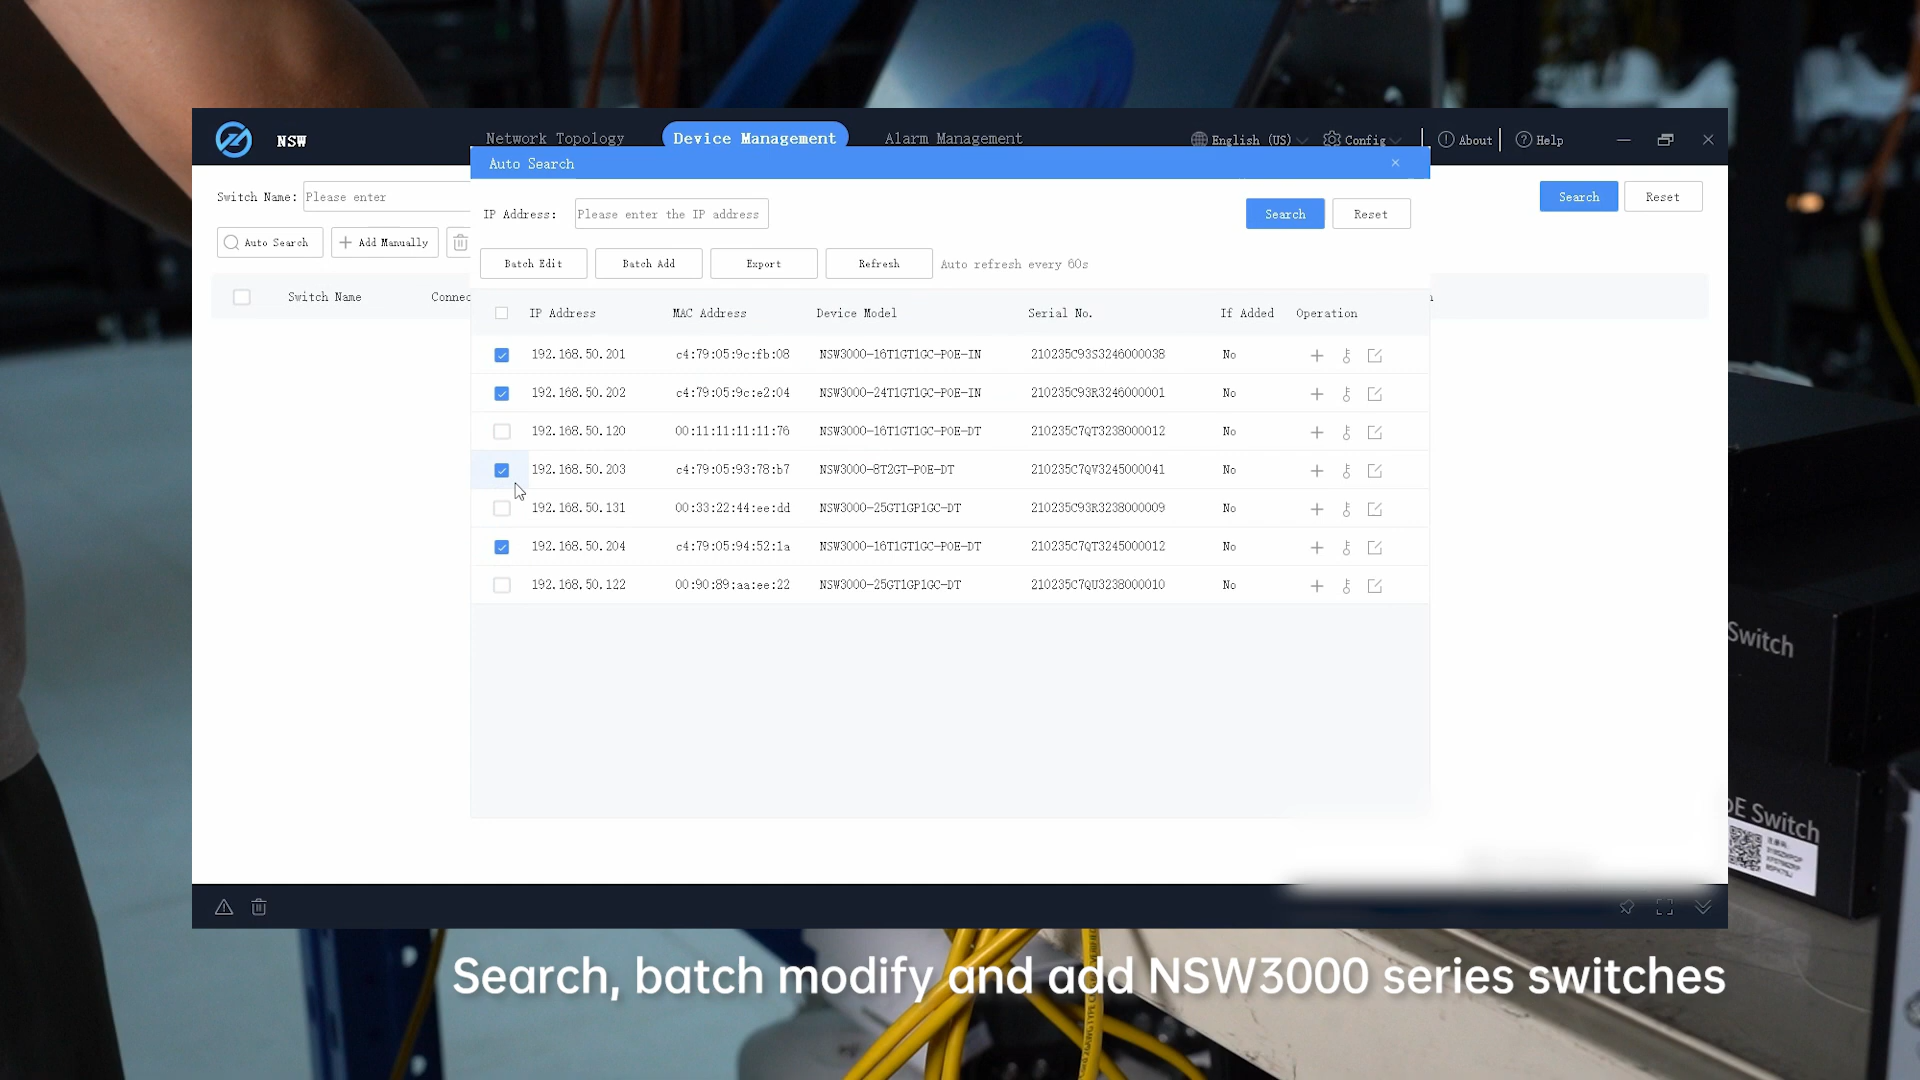 NSW
Network Topology
Device Management
Alarm Management
English (US)
Config
About
Help
Auto Search
Switch Name:
Please enter
IP Address:
Please enter the IP address
Search
Reset
Search
Reset
Auto Search
Add Manually
Batch Edit
Batch Add
Export
Refresh
Auto refresh every 60s
Switch Name
IP Address MAC Address Device Model Serial No. If Added Operation
192.168.50.201 c4:79:05:9c:fb:08 NSW3000-16T1GT1GC-POE-IN 210235C93S3246000038 No
192.168.50.202 c4:79:05:9c:e2:04 NSW3000-24T1GT1GC-POE-IN 210235C93R3246000001 No
192.168.50.120 00:11:11:11:11:76 NSW3000-16T1GT1GC-POE-DT 210235C7QT3238000012 No
192.168.50.203 c4:79:05:93:78:b7 NSW3000-8T2GT-POE-DT 210235C7QV3245000041 No
192.168.50.131 00:33:22:44:ee:dd NSW3000-25GT1GP1GC-DT 210235C93R3238000009 No
192.168.50.204 c4:79:05:94:52:1a NSW3000-16T1GT1GC-POE-DT 210235C7QT3245000012 No
192.168.50.122 00:90:89:aa:ee:22 NSW3000-25GT1GP1GC-DT 210235C7QU3238000010 No
Switch
Switch
Search, batch modify and add NSW3000 series switches